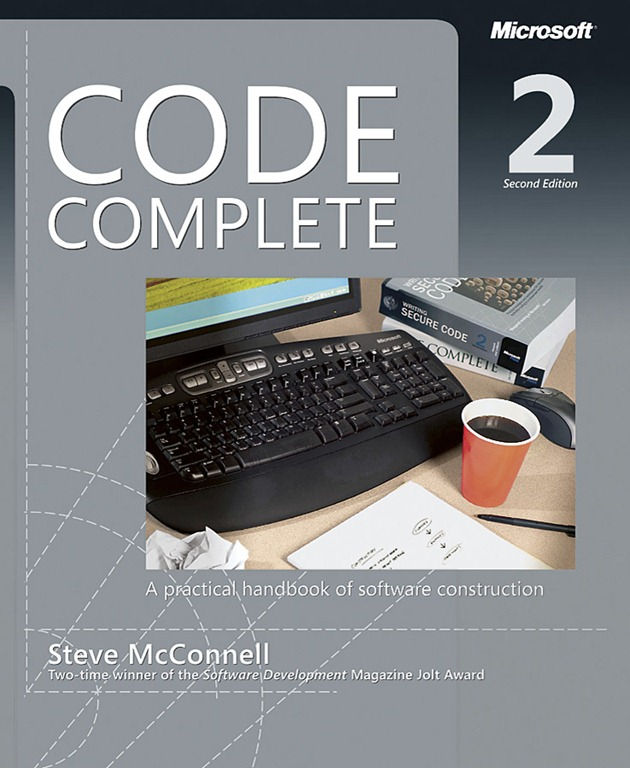 Microsoft
2
Second Edition
CODE
COMPLETE
WRITING
SECURE CODE 2
COMPLETE
Microsoft
A practical handbook of software construction
Steve McConnell
Two-time winner of the Software Development Magazine Jolt Award